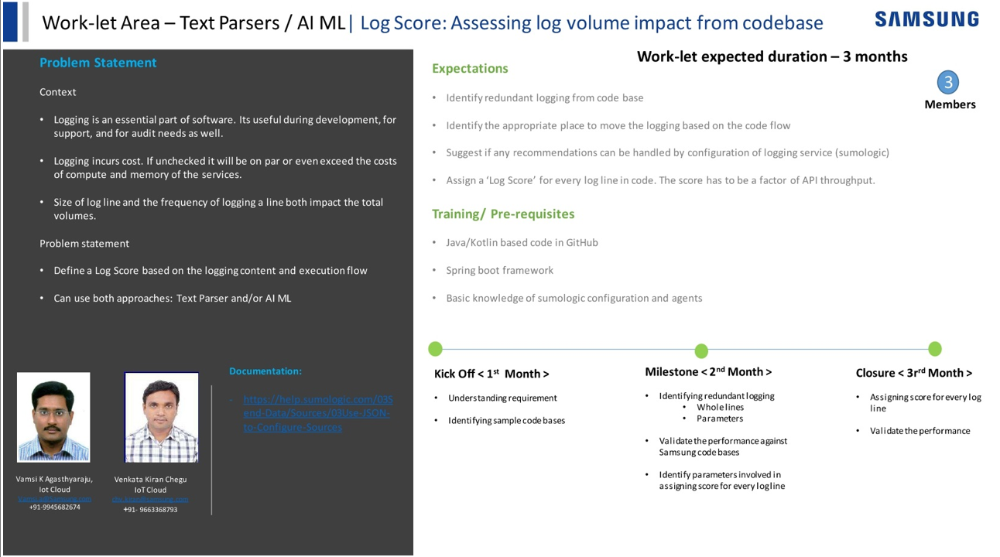 Work-let Area – Text Parsers / AI ML| Log Score: Assessing log volume impact from codebase
SAMSUNG
Problem Statement
Context
• Logging is an essential part of software. Its useful during development, for
support, and for audit needs as well.
• Logging incurs cost. If unchecked it will be on par or even exceed the costs
of compute and memory of the services.
• Size of log line and the frequency of logging a line both impact the total
volumes.
Problem statement
• Define a Log Score based on the logging content and execution flow
• Can use both approaches: Text Parser and/or AI ML
Documentation:
- https://help.sumologic.com/03S
end-Data/Sources/03Use-JSON-
to-Configure-Sources
Vamsi K Agasthyaraju,
Iot Cloud
+91-9945682674
Venkata Kiran Chegu
IoT Cloud
+91- 9663368793
Work-let expected duration – 3 months
3
Members
Expectations
• Identify redundant logging from code base
• Identify the appropriate place to move the logging based on the code flow
• Suggest if any recommendations can be handled by configuration of logging service (sumologic)
• Assign a ‘Log Score’ for every log line in code. The score has to be a factor of API throughput.
Training/ Pre-requisites
• Java/Kotlin based code in GitHub
• Spring boot framework
• Basic knowledge of sumologic configuration and agents
Kick Off < 1st Month >
• Understanding requirement
• Identifying sample code bases
Milestone < 2nd Month >
• Identifying redundant logging
• Whole lines
• Parameters
• Validate the performance against
Samsung code bases
• Identify parameters involved in
assigning score for every log line
Closure < 3rd Month >
• Assigning score for every log
line
• Validate the performance